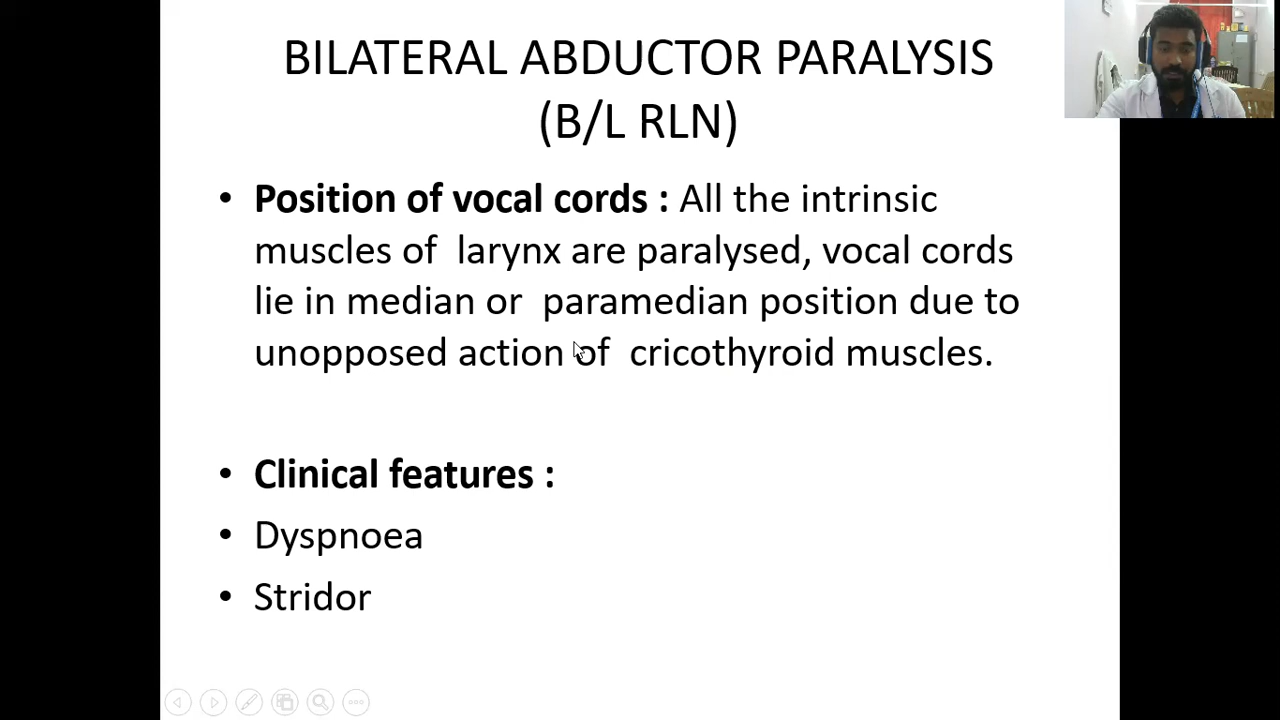 BILATERAL ABDUCTOR PARALYSIS
(B/L RLN)
• Position of vocal cords : All the intrinsic
muscles of larynx are paralysed, vocal cords
lie in median or paramedian position due to
unopposed action of cricothyroid muscles.
• Clinical features :
• Dyspnoea
• Stridor